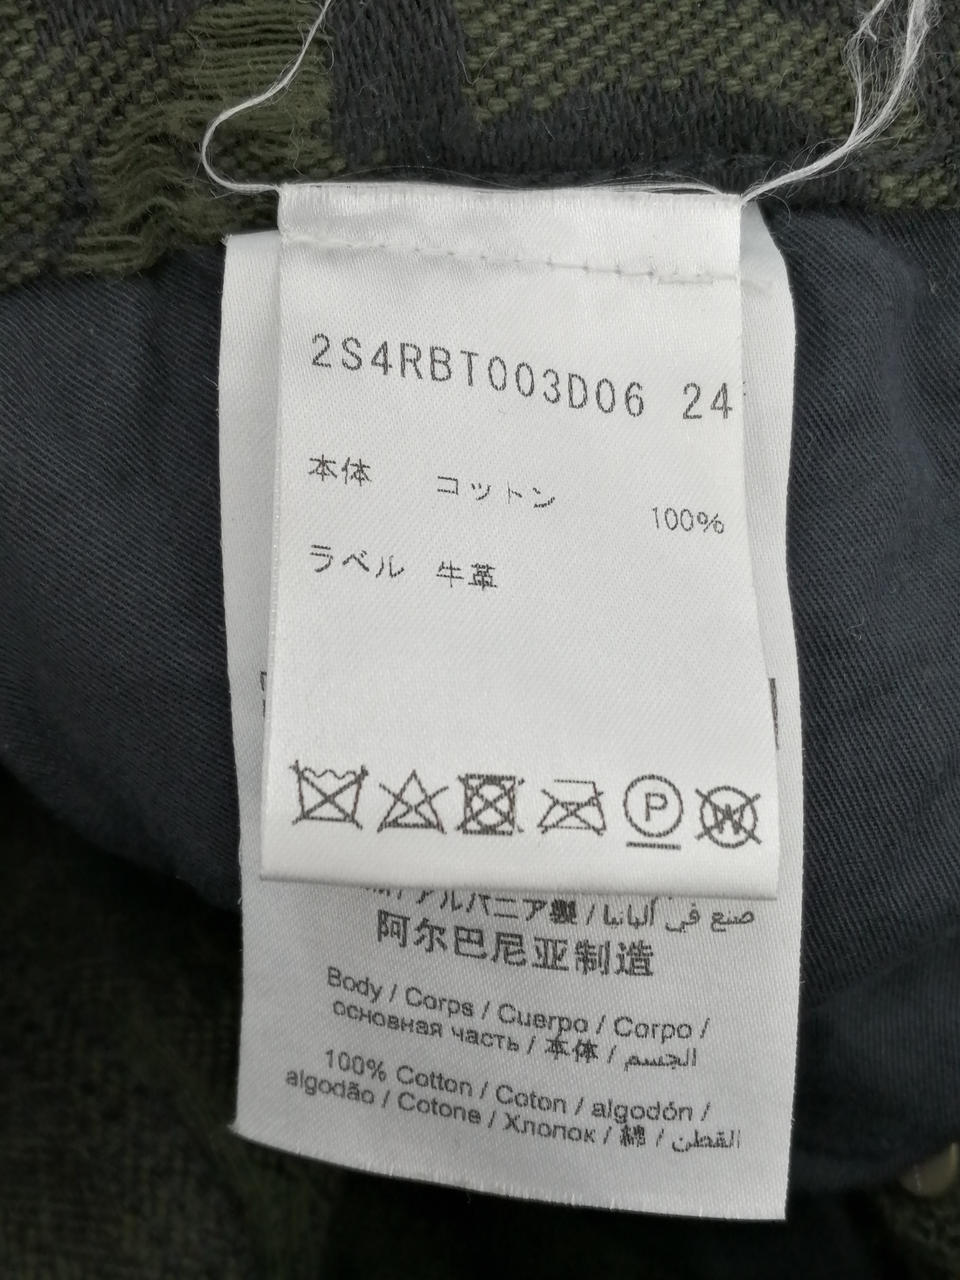 2S4RBT003D06 24
本体 コットン 100%
ラベル 牛革
P W
アルバニア製 / صنع في ألبانيا
阿尔巴尼亚制造
Body / Corps / Cuerpo / Corpo /
основная часть / 本体 / الجسم
100% Cotton / Coton / algodón /
algodão / Cotone / Хлопок / 綿 / القطن